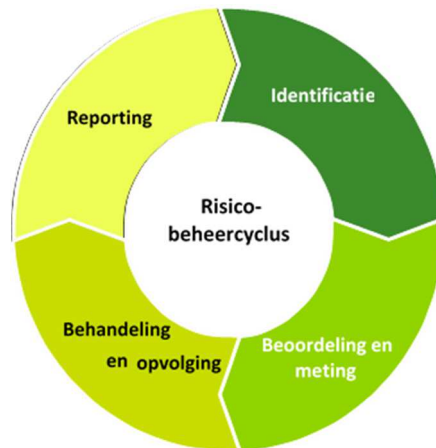 Reporting
Identificatie
Risico-
beheercyclus
Behandeling
en opvolging
Beoordeling en
meting